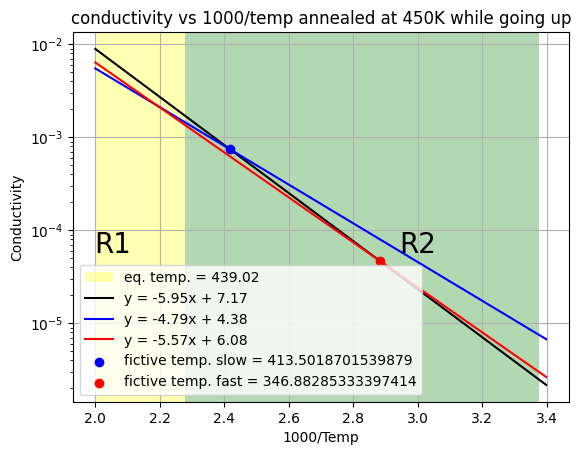 conductivity vs 1000/temp annealed at 450K while going up
Conductivity
10⁻²
10⁻³
10⁻⁴
10⁻⁵
R1
R2
eq. temp. = 439.02
y = -5.95x + 7.17
y = -4.79x + 4.38
y = -5.57x + 6.08
fictive temp. slow = 413.5018701539879
fictive temp. fast = 346.88285333397414
2.0 2.2 2.4 2.6 2.8 3.0 3.2 3.4
1000/Temp